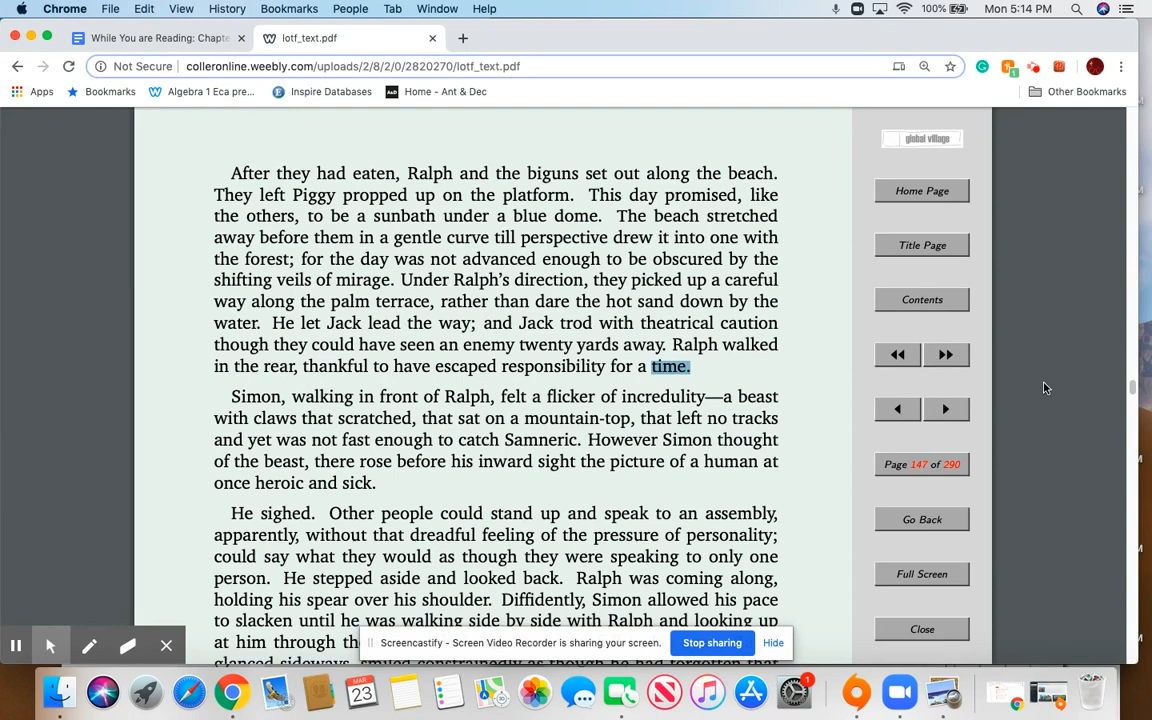 Chrome File Edit View History Bookmarks People Tab Window Help 100% Mon 5:14 PM
While You are Reading: Chapte lotf_text.pdf
Not Secure colleronline.weebly.com/uploads/2/8/2/0/2820270/lotf_text.pdf
Apps Bookmarks Algebra 1 Eca pre... Inspire Databases Home - Ant & Dec Other Bookmarks
After they had eaten, Ralph and the biguns set out along the beach.
They left Piggy propped up on the platform. This day promised, like
the others, to be a sunbath under a blue dome. The beach stretched
away before them in a gentle curve till perspective drew it into one with
the forest; for the day was not advanced enough to be obscured by the
shifting veils of mirage. Under Ralph's direction, they picked up a careful
way along the palm terrace, rather than dare the hot sand down by the
water. He let Jack lead the way; and Jack trod with theatrical caution
though they could have seen an enemy twenty yards away. Ralph walked
in the rear, thankful to have escaped responsibility for a time.
Simon, walking in front of Ralph, felt a flicker of incredulity—a beast
with claws that scratched, that sat on a mountain-top, that left no tracks
and yet was not fast enough to catch Samneric. However Simon thought
of the beast, there rose before his inward sight the picture of a human at
once heroic and sick.
He sighed. Other people could stand up and speak to an assembly,
apparently, without that dreadful feeling of the pressure of personality;
could say what they would as though they were speaking to only one
person. He stepped aside and looked back. Ralph was coming along,
holding his spear over his shoulder. Diffidently, Simon allowed his pace
to slacken until he was walking side by side with Ralph and looking up
at him through th
glanced sideways, smiled constrainedly as though he had forgotten that
global village
Home Page
Title Page
Contents
Page 147 of 290
Go Back
Full Screen
Close
Screencastify - Screen Video Recorder is sharing your screen. Stop sharing Hide
MAR
23
1